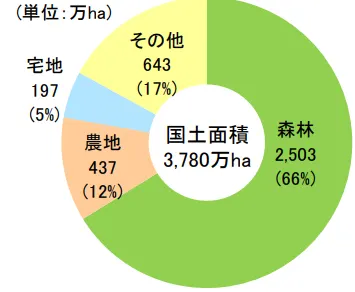 (単位:万ha)
その他
643
(17%)
宅地
197
(5%)
農地
437
(12%)
国土面積
3,780万ha
森林
2,503
(66%)